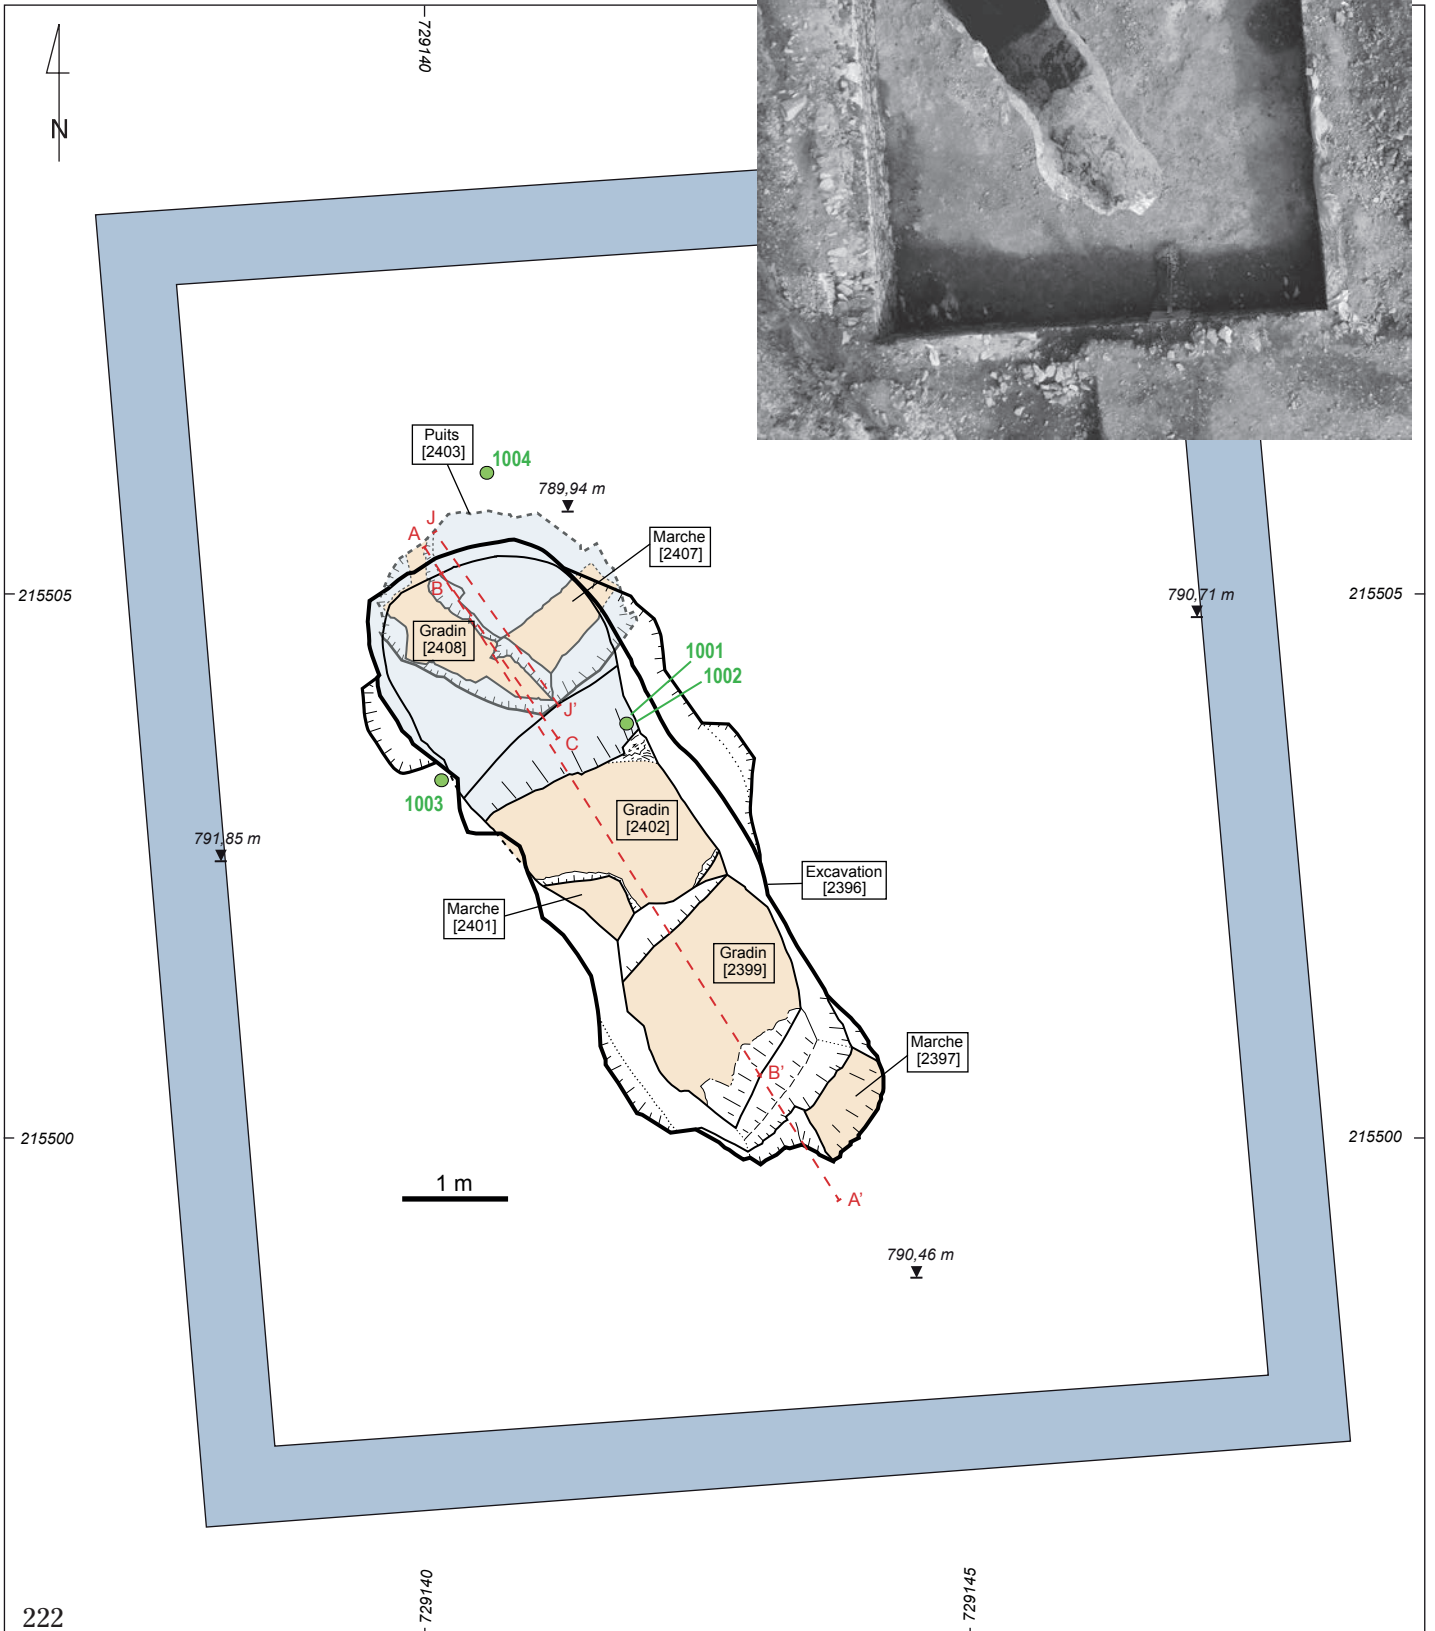 729140
N
Puits
[2403]
1004
789,94 m
J
A
Marche
[2407]
B
215505
790,71 m
215505
Gradin
[2408]
1001
1002
J'
C
1003
Gradin
[2402]
791,85 m
Excavation
[2396]
Marche
[2401]
Gradin
[2399]
Marche
[2397]
B'
215500
215500
1 m
A'
790,46 m
729140
729145
222